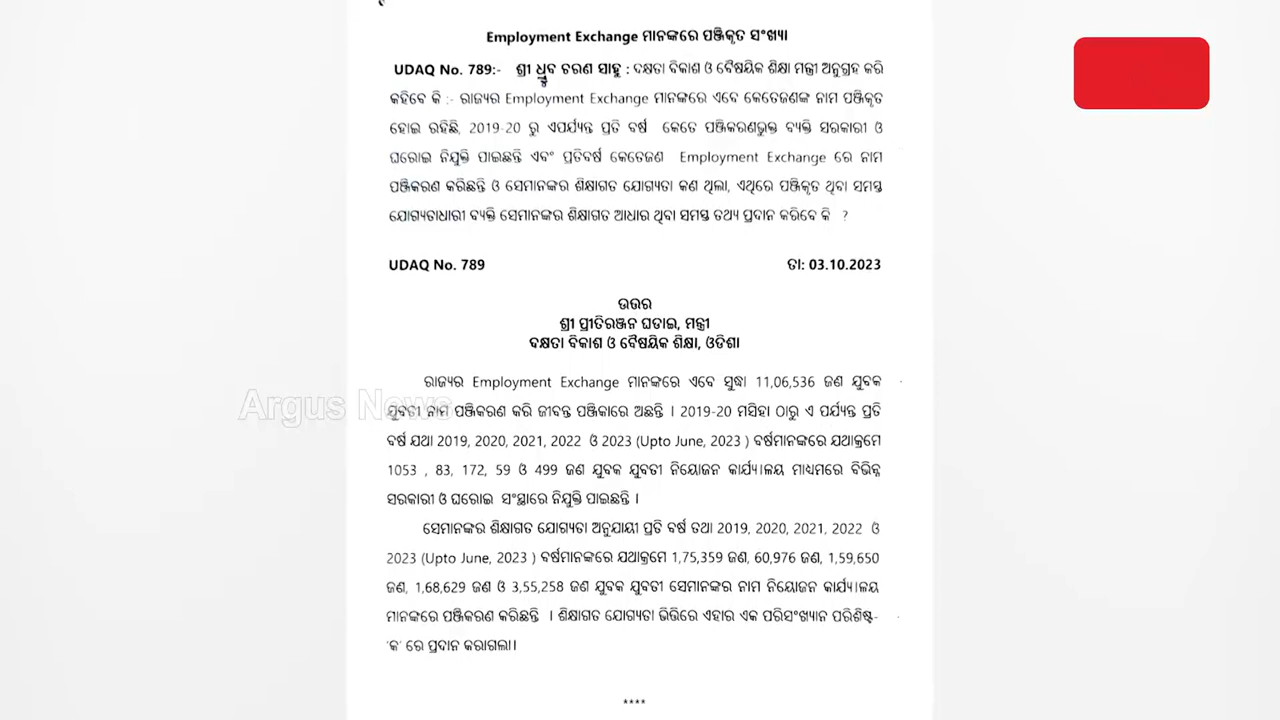 Employment Exchange ମାନଙ୍କରେ ପଞ୍ଜିକୃତ ସଂଖ୍ୟା
UDAQ No. 789:- ଶ୍ରୀ ଧ୍ରୁବ ଚରଣ ସାହୁ : ଦକ୍ଷତା ବିକାଶ ଓ ବୈଷୟିକ ଶିକ୍ଷା ମନ୍ତ୍ରୀ ଅନୁଗ୍ରହ କରି
କହିବେ କି :- ରାଜ୍ୟର Employment Exchange ମାନଙ୍କରେ ଏବେ କେତେଜଣଙ୍କ ନାମ ପଞ୍ଜିକୃତ
ହୋଇ ରହିଛି, 2019-20 ରୁ ଏପର୍ଯ୍ୟନ୍ତ ପ୍ରତି ବର୍ଷ କେତେ ପଞ୍ଜିକରଣଭୁକ୍ତ ବ୍ୟକ୍ତି ସରକାରୀ ଓ
ଘରୋଇ ନିଯୁକ୍ତି ପାଇଛନ୍ତି ଏବଂ ପ୍ରତିବର୍ଷ କେତେଜଣ Employment Exchange ରେ ନାମ
ପଞ୍ଜିକରଣ କରିଛନ୍ତି ଓ ସେମାନଙ୍କର ଶିକ୍ଷାଗତ ଯୋଗ୍ୟତା କଣ ଥିଲା, ଏଥିରେ ପଞ୍ଜିକୃତ ଥିବା ସମସ୍ତ
ଯୋଗ୍ୟତାଧାରୀ ବ୍ୟକ୍ତି ସେମାନଙ୍କର ଶିକ୍ଷାଗତ ଆଧାର ଥିବା ସମସ୍ତ ତଥ୍ୟ ପ୍ରଦାନ କରିବେ କି ?
UDAQ No. 789 ତା: 03.10.2023
ଉତ୍ତର
ଶ୍ରୀ ପ୍ରୀତିରଞ୍ଜନ ଘଡାଇ, ମନ୍ତ୍ରୀ
ଦକ୍ଷତା ବିକାଶ ଓ ବୈଷୟିକ ଶିକ୍ଷା, ଓଡିଶା
ରାଜ୍ୟର Employment Exchange ମାନଙ୍କରେ ଏବେ ସୁଦ୍ଧା 11,06,536 ଜଣ ଯୁବକ
ଯୁବତୀ ନାମ ପଞ୍ଜିକରଣ କରି ଜୀବନ୍ତ ପଞ୍ଜିକାରେ ଅଛନ୍ତି । 2019-20 ମସିହା ଠାରୁ ଏ ପର୍ଯ୍ୟନ୍ତ ପ୍ରତି
ବର୍ଷ ଯଥା 2019, 2020, 2021, 2022 ଓ 2023 (Upto June, 2023 ) ବର୍ଷମାନଙ୍କରେ ଯଥାକ୍ରମେ
1053 , 83, 172, 59 ଓ 499 ଜଣ ଯୁବକ ଯୁବତୀ ନିୟୋଜନ କାର୍ଯ୍ୟାଳୟ ମାଧ୍ୟମରେ ବିଭିନ୍ନ
ସରକାରୀ ଓ ଘରୋଇ ସଂସ୍ଥାରେ ନିଯୁକ୍ତି ପାଇଛନ୍ତି ।
ସେମାନଙ୍କର ଶିକ୍ଷାଗତ ଯୋଗ୍ୟତା ଅନୁଯାୟୀ ପ୍ରତି ବର୍ଷ ତଥା 2019, 2020, 2021, 2022 ଓ
2023 (Upto June, 2023 ) ବର୍ଷମାନଙ୍କରେ ଯଥାକ୍ରମେ 1,75,359 ଜଣ, 60,976 ଜଣ, 1,59,650
ଜଣ, 1,68,629 ଜଣ ଓ 3,55,258 ଜଣ ଯୁବକ ଯୁବତୀ ସେମାନଙ୍କର ନାମ ନିୟୋଜନ କାର୍ଯ୍ୟାଳୟ
ମାନଙ୍କରେ ପଞ୍ଜିକରଣ କରିଛନ୍ତି । ଶିକ୍ଷାଗତ ଯୋଗ୍ୟତା ଭିତ୍ତିରେ ଏହାର ଏକ ପରିସଂଖ୍ୟାନ ପରିଶିଷ୍ଟ-
'କ' ରେ ପ୍ରଦାନ କରାଗଲା।
****
Argus News